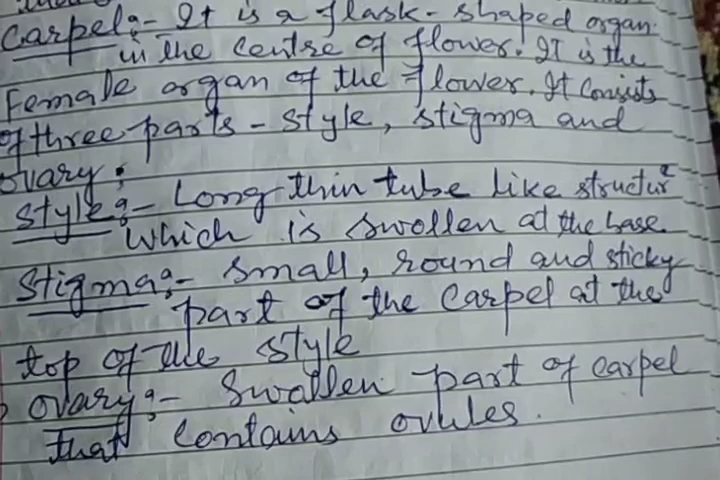 Carpel:- It is a flask-shaped organ
in the centre of flower. It is the
Female organ of the flower. It Consists
of three parts - style, stigma and
ovary.
style:- Long thin tube like structure
which is swollen at the base.
Stigma:- small, round and sticky
part of the Carpel at the
top of the style
ovary:- Swollen part of carpel
that contains ovules.